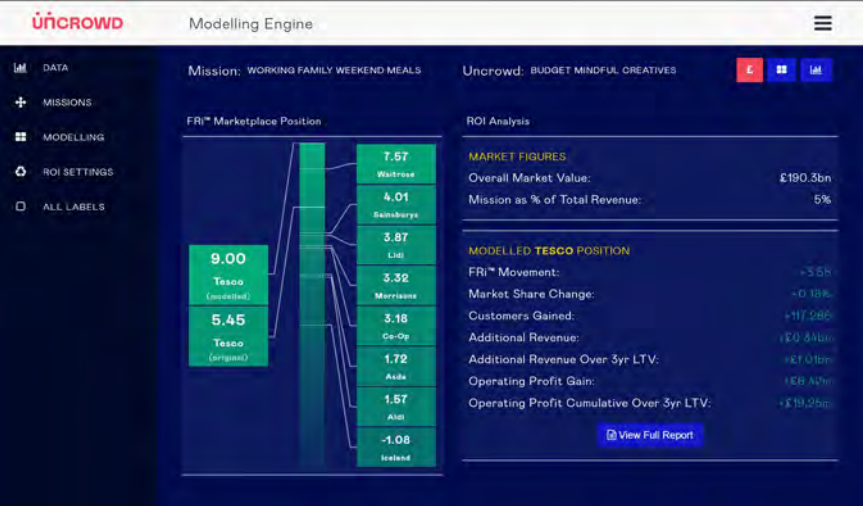 üñcrowd
Modelling Engine
DATA
MISSIONS
MODELLING
ROI SETTINGS
ALL LABELS
Mission: WORKING FAMILY WEEKEND MEALS
Uncrowd: BUDGET MINDFUL CREATIVES
£
FRi™ Marketplace Position
9.00
Tesco
(modelled)
5.45
Tesco
(original)
7.57
Waitrose
4.01
Sainsburys
3.87
Lidl
3.32
Morrisons
3.18
Co-Op
1.72
Asda
1.57
Aldi
-1.08
Iceland
ROI Analysis
MARKET FIGURES
Overall Market Value: £190.3bn
Mission as % of Total Revenue: 5%
MODELLED TESCO POSITION
FRi™ Movement:
Market Share Change:
Customers Gained:
Additional Revenue:
Additional Revenue Over 3yr LTV:
Operating Profit Gain:
Operating Profit Cumulative Over 3yr LTV:
View Full Report